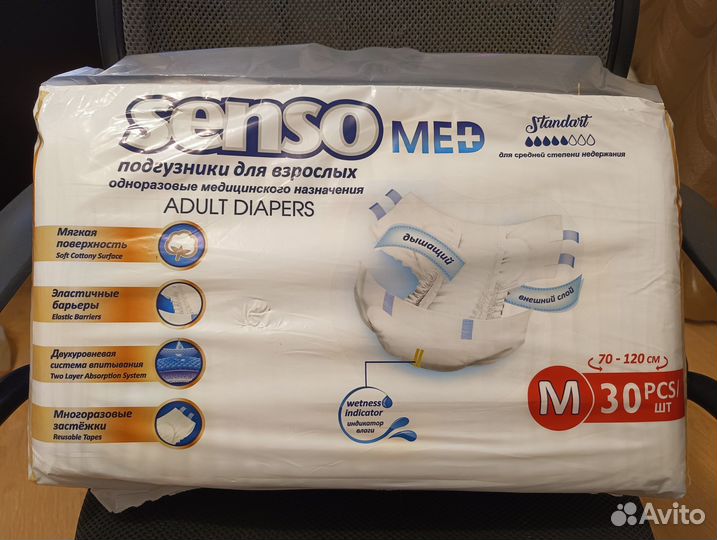 senso MED
Standart
для средней степени недержания
подгузники для взрослых
одноразовые медицинского назначения
ADULT DIAPERS
Мягкая
поверхность
Soft Cottony Surface
Эластичные
барьеры
Elastic Barriers
Двухуровневая
система впитывания
Two Layer Absorption System
Многоразовые
застёжки
Reusable Tapes
дышащий
внешний слой
wetness
indicator
индикатор
влаги
70 - 120 см
M 30 PCS/
ШТ
Avito